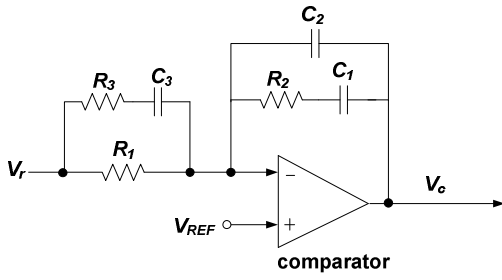 C2
R2
C1
R3
C3
R1
Vr
−
Vc
VREF
+
comparator